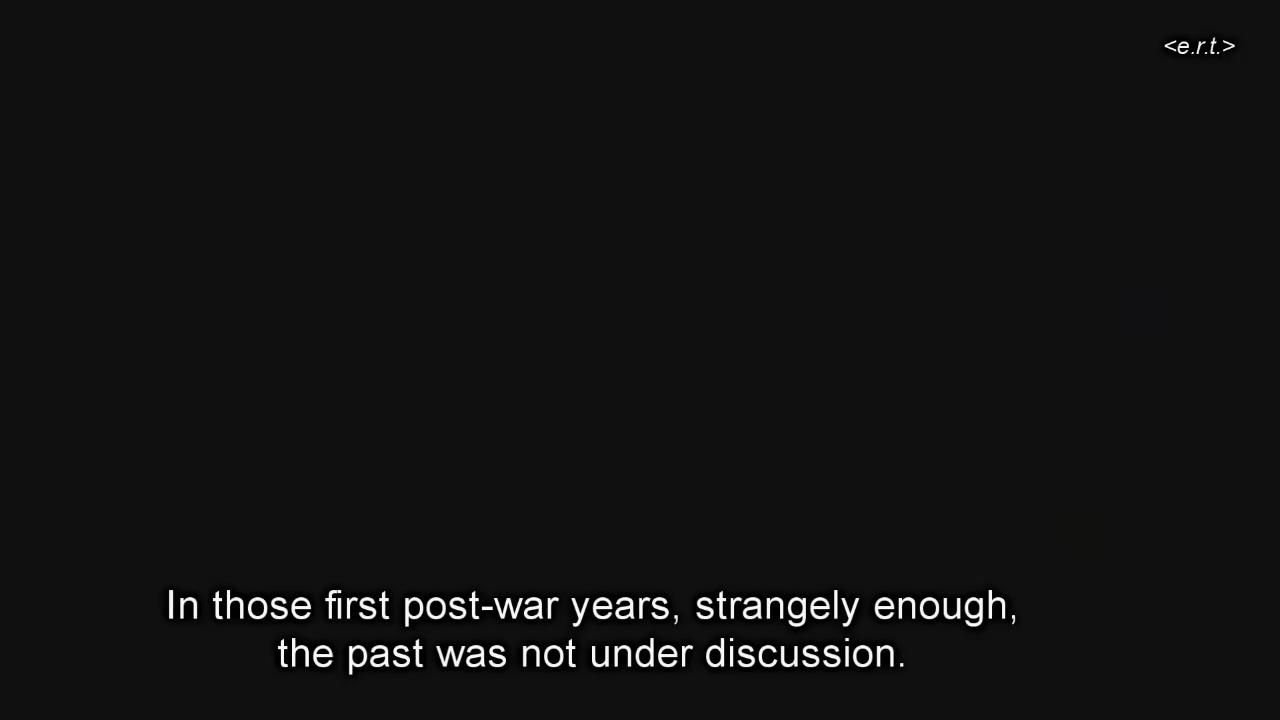 <e.r.t.>
In those first post-war years, strangely enough,
the past was not under discussion.